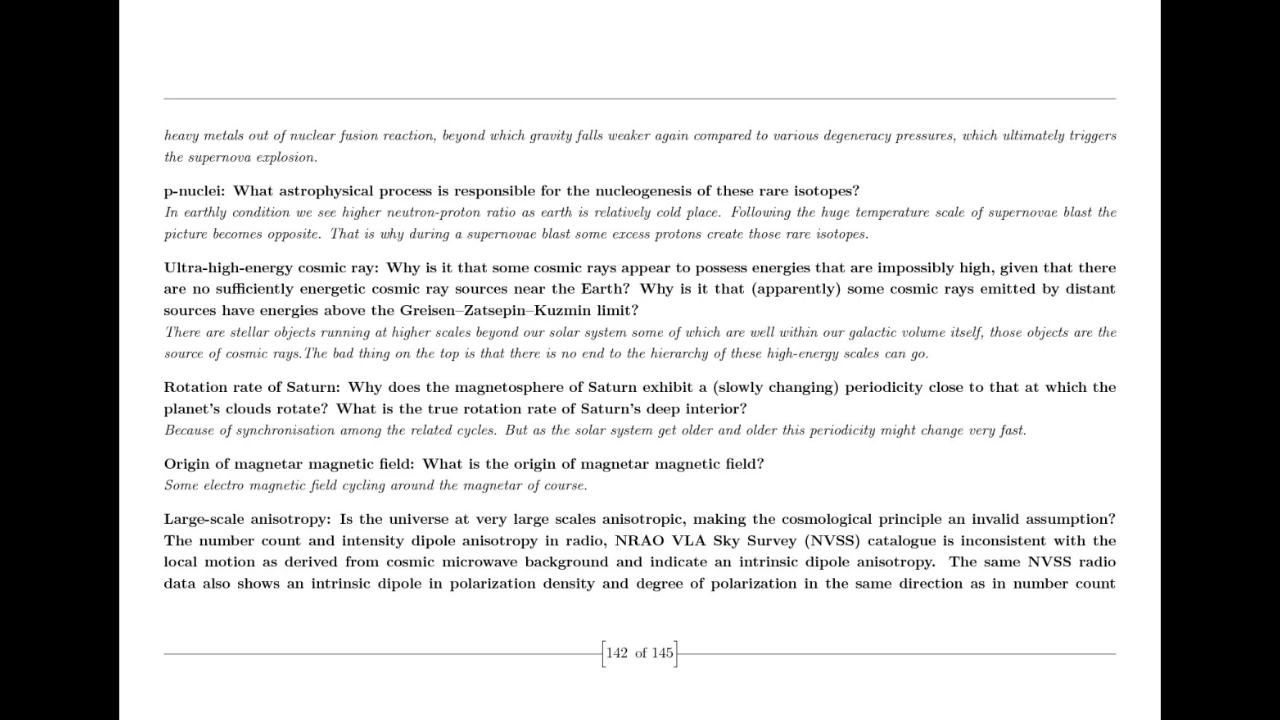 heavy metals out of nuclear fusion reaction, beyond which gravity falls weaker again compared to various degeneracy pressures, which ultimately triggers
the supernova explosion.
p-nuclei: What astrophysical process is responsible for the nucleogenesis of these rare isotopes?
In earthly condition we see higher neutron-proton ratio as earth is relatively cold place. Following the huge temperature scale of supernovae blast the
picture becomes opposite. That is why during a supernovae blast some excess protons create those rare isotopes.
Ultra-high-energy cosmic ray: Why is it that some cosmic rays appear to possess energies that are impossibly high, given that there
are no sufficiently energetic cosmic ray sources near the Earth? Why is it that (apparently) some cosmic rays emitted by distant
sources have energies above the Greisen–Zatsepin–Kuzmin limit?
There are stellar objects running at higher scales beyond our solar system some of which are well within our galactic volume itself, those objects are the
source of cosmic rays.The bad thing on the top is that there is no end to the hierarchy of these high-energy scales can go.
Rotation rate of Saturn: Why does the magnetosphere of Saturn exhibit a (slowly changing) periodicity close to that at which the
planet's clouds rotate? What is the true rotation rate of Saturn's deep interior?
Because of synchronisation among the related cycles. But as the solar system get older and older this periodicity might change very fast.
Origin of magnetar magnetic field: What is the origin of magnetar magnetic field?
Some electro magnetic field cycling around the magnetar of course.
Large-scale anisotropy: Is the universe at very large scales anisotropic, making the cosmological principle an invalid assumption?
The number count and intensity dipole anisotropy in radio, NRAO VLA Sky Survey (NVSS) catalogue is inconsistent with the
local motion as derived from cosmic microwave background and indicate an intrinsic dipole anisotropy. The same NVSS radio
data also shows an intrinsic dipole in polarization density and degree of polarization in the same direction as in number count
[142 of 145]